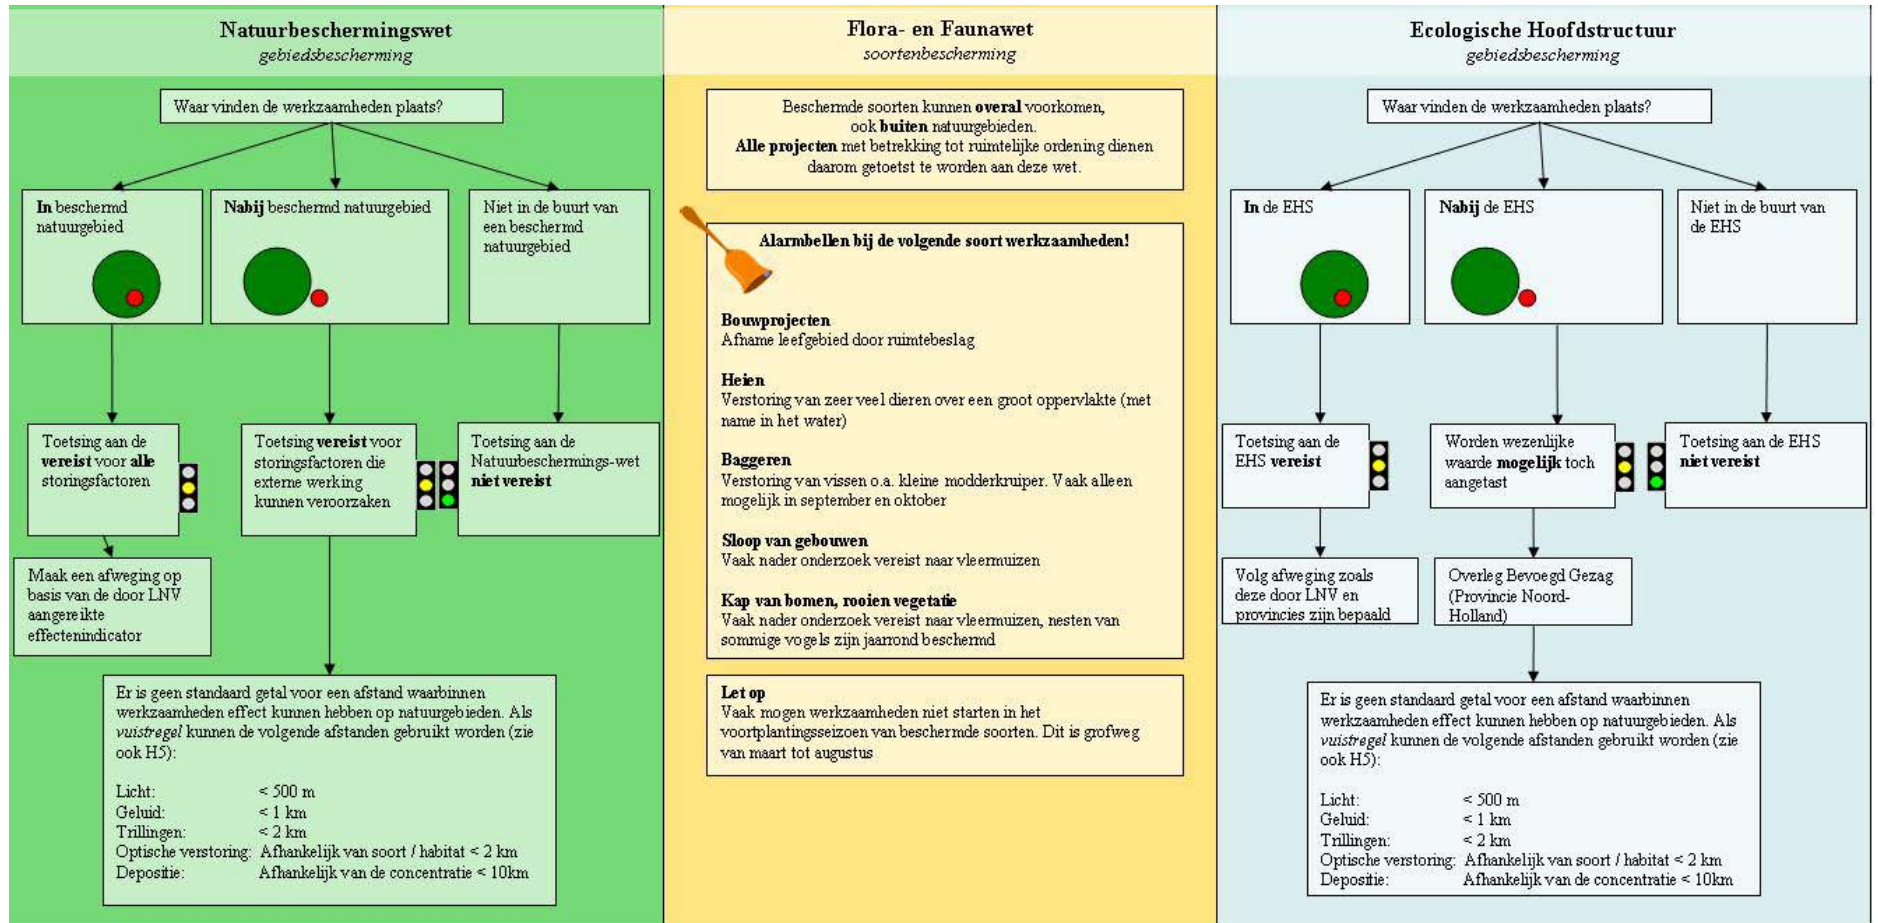 Natuurbeschermingswet
gebiedsbescherming
Waar vinden de werkzaamheden plaats?
In beschermd
natuurgebied
Nabij beschermd natuurgebied
Niet in de buurt van
een beschermd
natuurgebied
Toetsing aan de
vereist voor alle
storingsfactoren
Toetsing vereist voor
storingsfactoren die
externe werking
kunnen veroorzaken
Toetsing aan de
Natuurbeschermings-wet
niet vereist
Maak een afweging op
basis van de door LNV
aangereikte
effectenindicator
Er is geen standaard getal voor een afstand waarbinnen
werkzaamheden effect kunnen hebben op natuurgebieden. Als
vuistregel kunnen de volgende afstanden gebruikt worden (zie
ook H5):
Licht: < 500 m
Geluid: < 1 km
Trillingen: < 2 km
Optische verstoring: Afhankelijk van soort / habitat < 2 km
Depositie: Afhankelijk van de concentratie < 10km
Flora- en Faunawet
soortenbescherming
Beschermde soorten kunnen overal voorkomen,
ook buiten natuurgebieden.
Alle projecten met betrekking tot ruimtelijke ordening dienen
daarom getoetst te worden aan deze wet.
Alarmbellen bij de volgende soort werkzaamheden!
Bouwprojecten
Afname leefgebied door ruimtebeslag
Heien
Verstoring van zeer veel dieren over een groot oppervlakte (met
name in het water)
Baggeren
Verstoring van vissen o.a. kleine modderkruiper. Vaak alleen
mogelijk in september en oktober
Sloop van gebouwen
Vaak nader onderzoek vereist naar vleermuizen
Kap van bomen, rooien vegetatie
Vaak nader onderzoek vereist naar vleermuizen, nesten van
sommige vogels zijn jaarrond beschermd
Let op
Vaak mogen werkzaamheden niet starten in het
voortplantingsseizoen van beschermde soorten. Dit is grofweg
van maart tot augustus
Ecologische Hoofdstructuur
gebiedsbescherming
Waar vinden de werkzaamheden plaats?
In de EHS
Nabij de EHS
Niet in de buurt van
de EHS
Toetsing aan de
EHS vereist
Worden wezenlijke
waarde mogelijk toch
aangetast
Toetsing aan de EHS
niet vereist
Volg afweging zoals
deze door LNV en
provincies zijn bepaald
Overleg Bevoegd Gezag
(Provincie Noord-
Holland)
Er is geen standaard getal voor een afstand waarbinnen
werkzaamheden effect kunnen hebben op natuurgebieden. Als
vuistregel kunnen de volgende afstanden gebruikt worden (zie
ook H5):
Licht: < 500 m
Geluid: < 1 km
Trillingen: < 2 km
Optische verstoring: Afhankelijk van soort / habitat < 2 km
Depositie: Afhankelijk van de concentratie < 10km